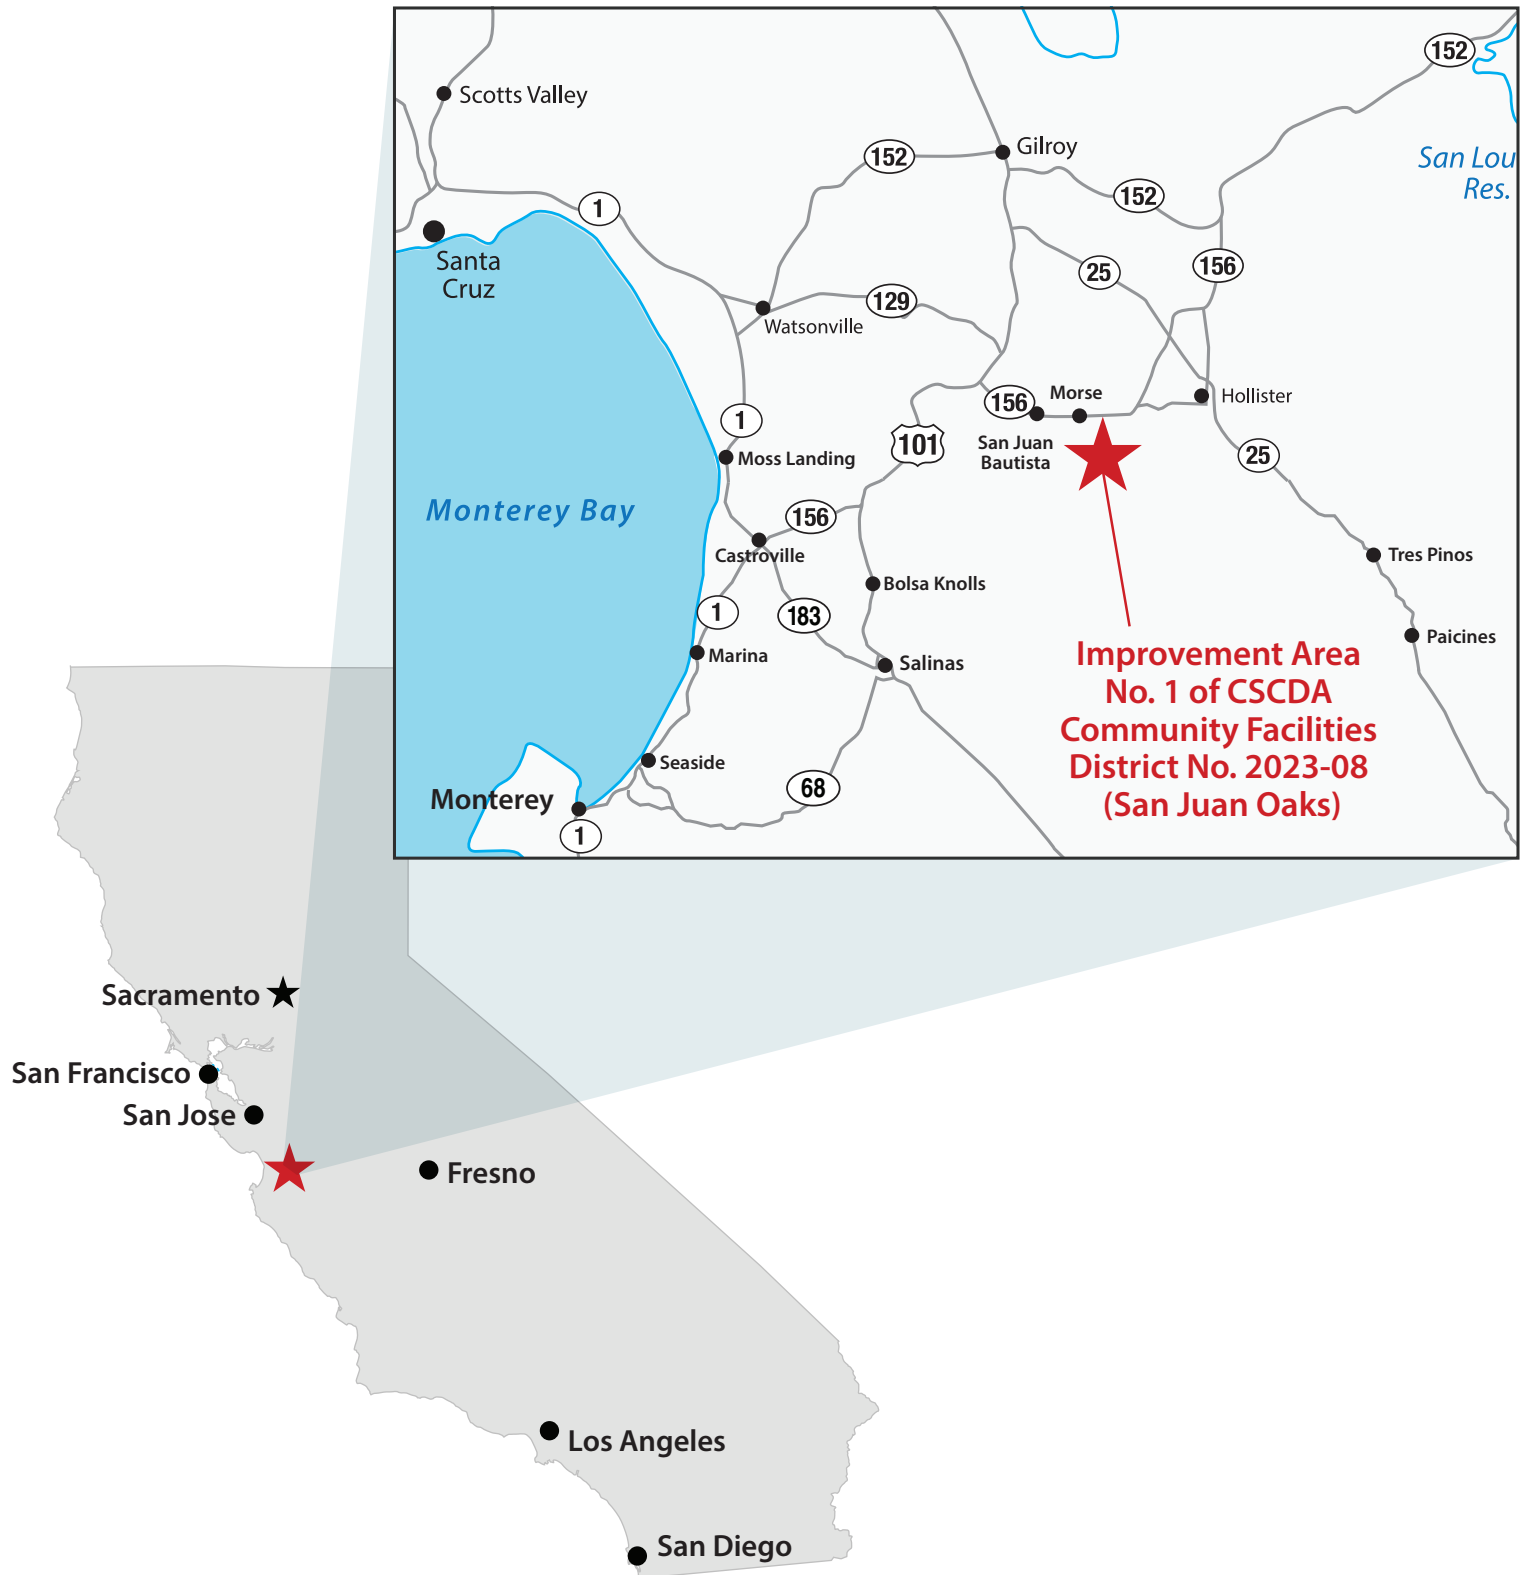 152
Scotts Valley
Gilroy
152
San Lou
Res.
152
1
Santa
Cruz
156
25
129
Watsonville
Morse
156
Hollister
1
101
San Juan
Bautista
25
Moss Landing
Monterey Bay
156
Castroville
Tres Pinos
Bolsa Knolls
1
183
Paicines
Marina
Salinas
Improvement Area
No. 1 of CSCDA
Community Facilities
District No. 2023-08
(San Juan Oaks)
Seaside
68
Monterey
1
Sacramento
San Francisco
San Jose
Fresno
Los Angeles
San Diego